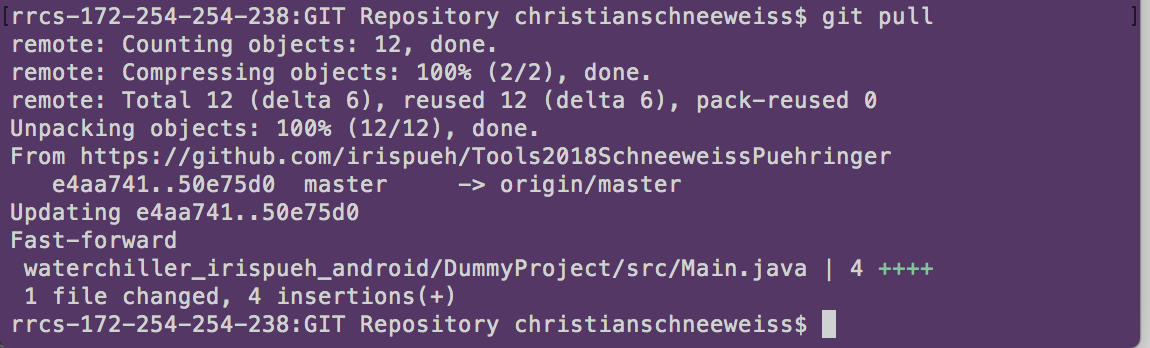 [rrcs-172-254-254-238:GIT Repository christianschneeweiss$ git pull ]
remote: Counting objects: 12, done.
remote: Compressing objects: 100% (2/2), done.
remote: Total 12 (delta 6), reused 12 (delta 6), pack-reused 0
Unpacking objects: 100% (12/12), done.
From https://github.com/irispueh/Tools2018SchneeweissPuehringer
   e4aa741..50e75d0  master     -> origin/master
Updating e4aa741..50e75d0
Fast-forward
 waterchiller_irispueh_android/DummyProject/src/Main.java | 4 ++++
 1 file changed, 4 insertions(+)
rrcs-172-254-254-238:GIT Repository christianschneeweiss$